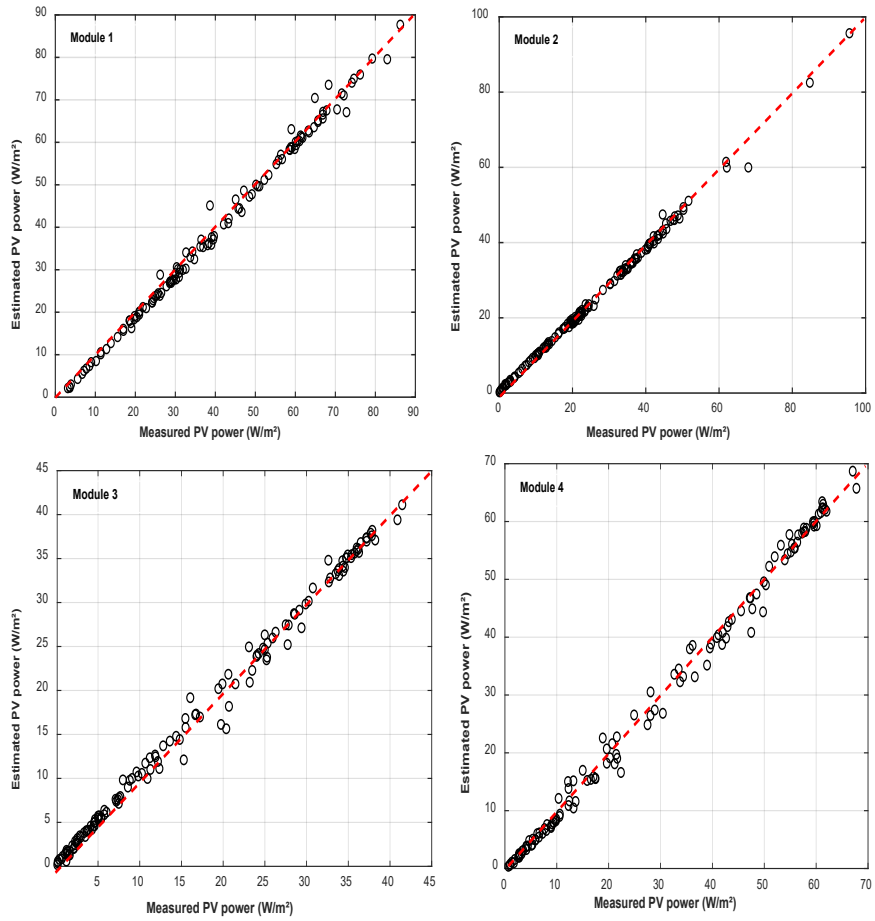 Module 1
Estimated PV power (W/m²)
90
80
70
60
50
40
30
20
10
0
0 10 20 30 40 50 60 70 80 90
Measured PV power (W/m²)
Module 2
Estimated PV power (W/m²)
100
80
60
40
20
0
0 20 40 60 80 100
Measured PV power (W/m²)
Module 3
Estimated PV power (W/m²)
45
40
35
30
25
20
15
10
5
0
5 10 15 20 25 30 35 40 45
Measured PV power (W/m²)
Module 4
Estimated PV power (W/m²)
70
60
50
40
30
20
10
0
0 10 20 30 40 50 60 70
Measured PV power (W/m²)